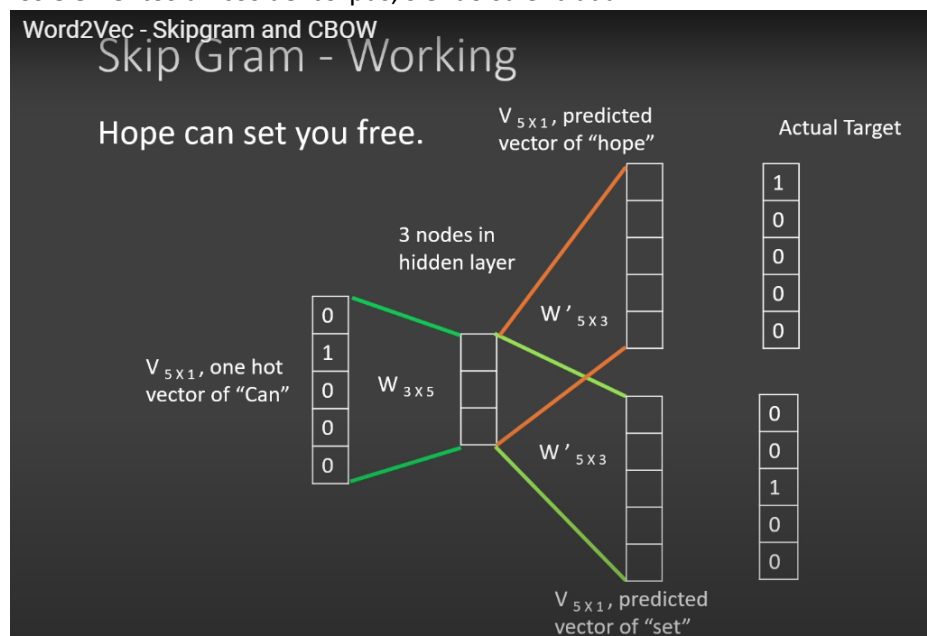 Word2Vec - Skipgram and CBOW
Skip Gram - Working
Hope can set you free.
V 5 X 1, predicted
vector of "hope"
Actual Target
1
0
0
0
0
3 nodes in
hidden layer
W ' 5 X 3
0
1
0
0
0
V 5 X 1, one hot
vector of "Can"
W 3 X 5
W ' 5 X 3
0
0
1
0
0
V 5 X 1, predicted
vector of "set"